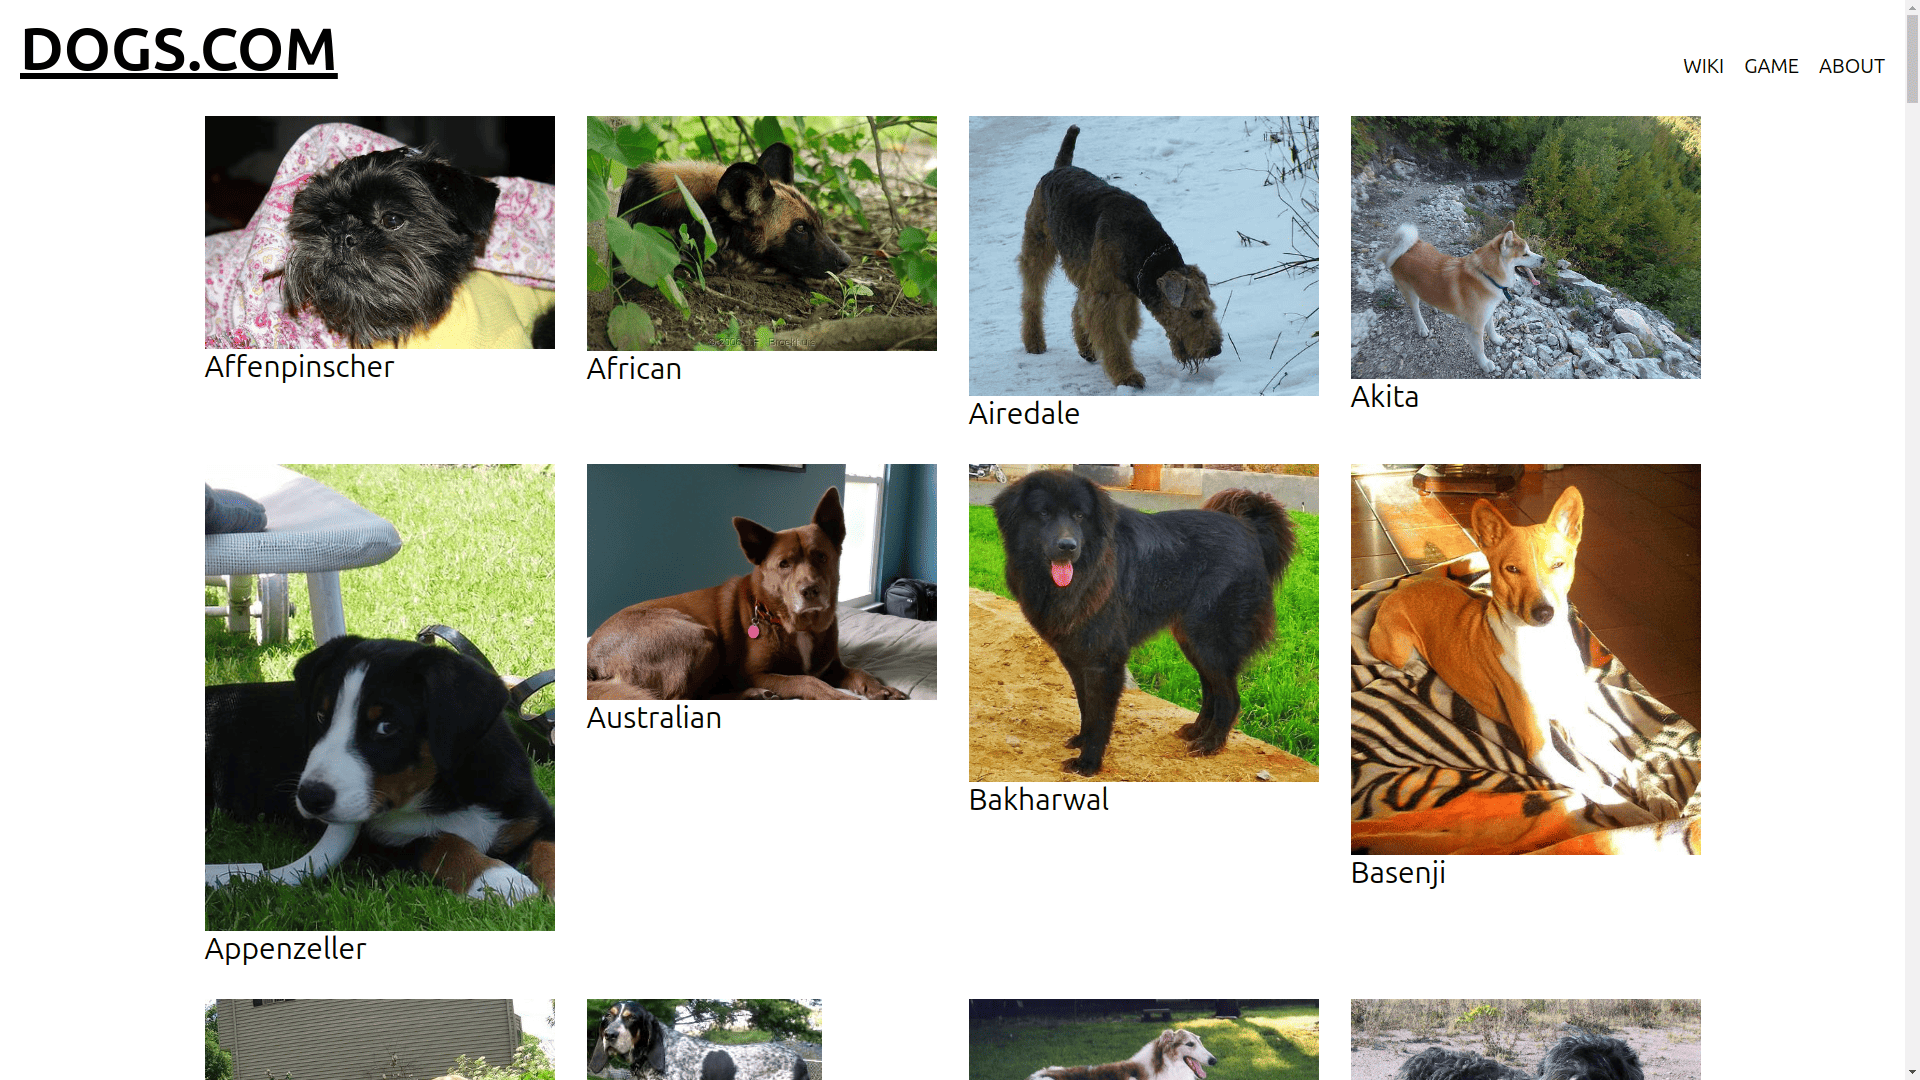 DOGS.COM
WIKI GAME ABOUT
Affenpinscher
African
Airedale
Akita
Appenzeller
Australian
Bakharwal
Basenji